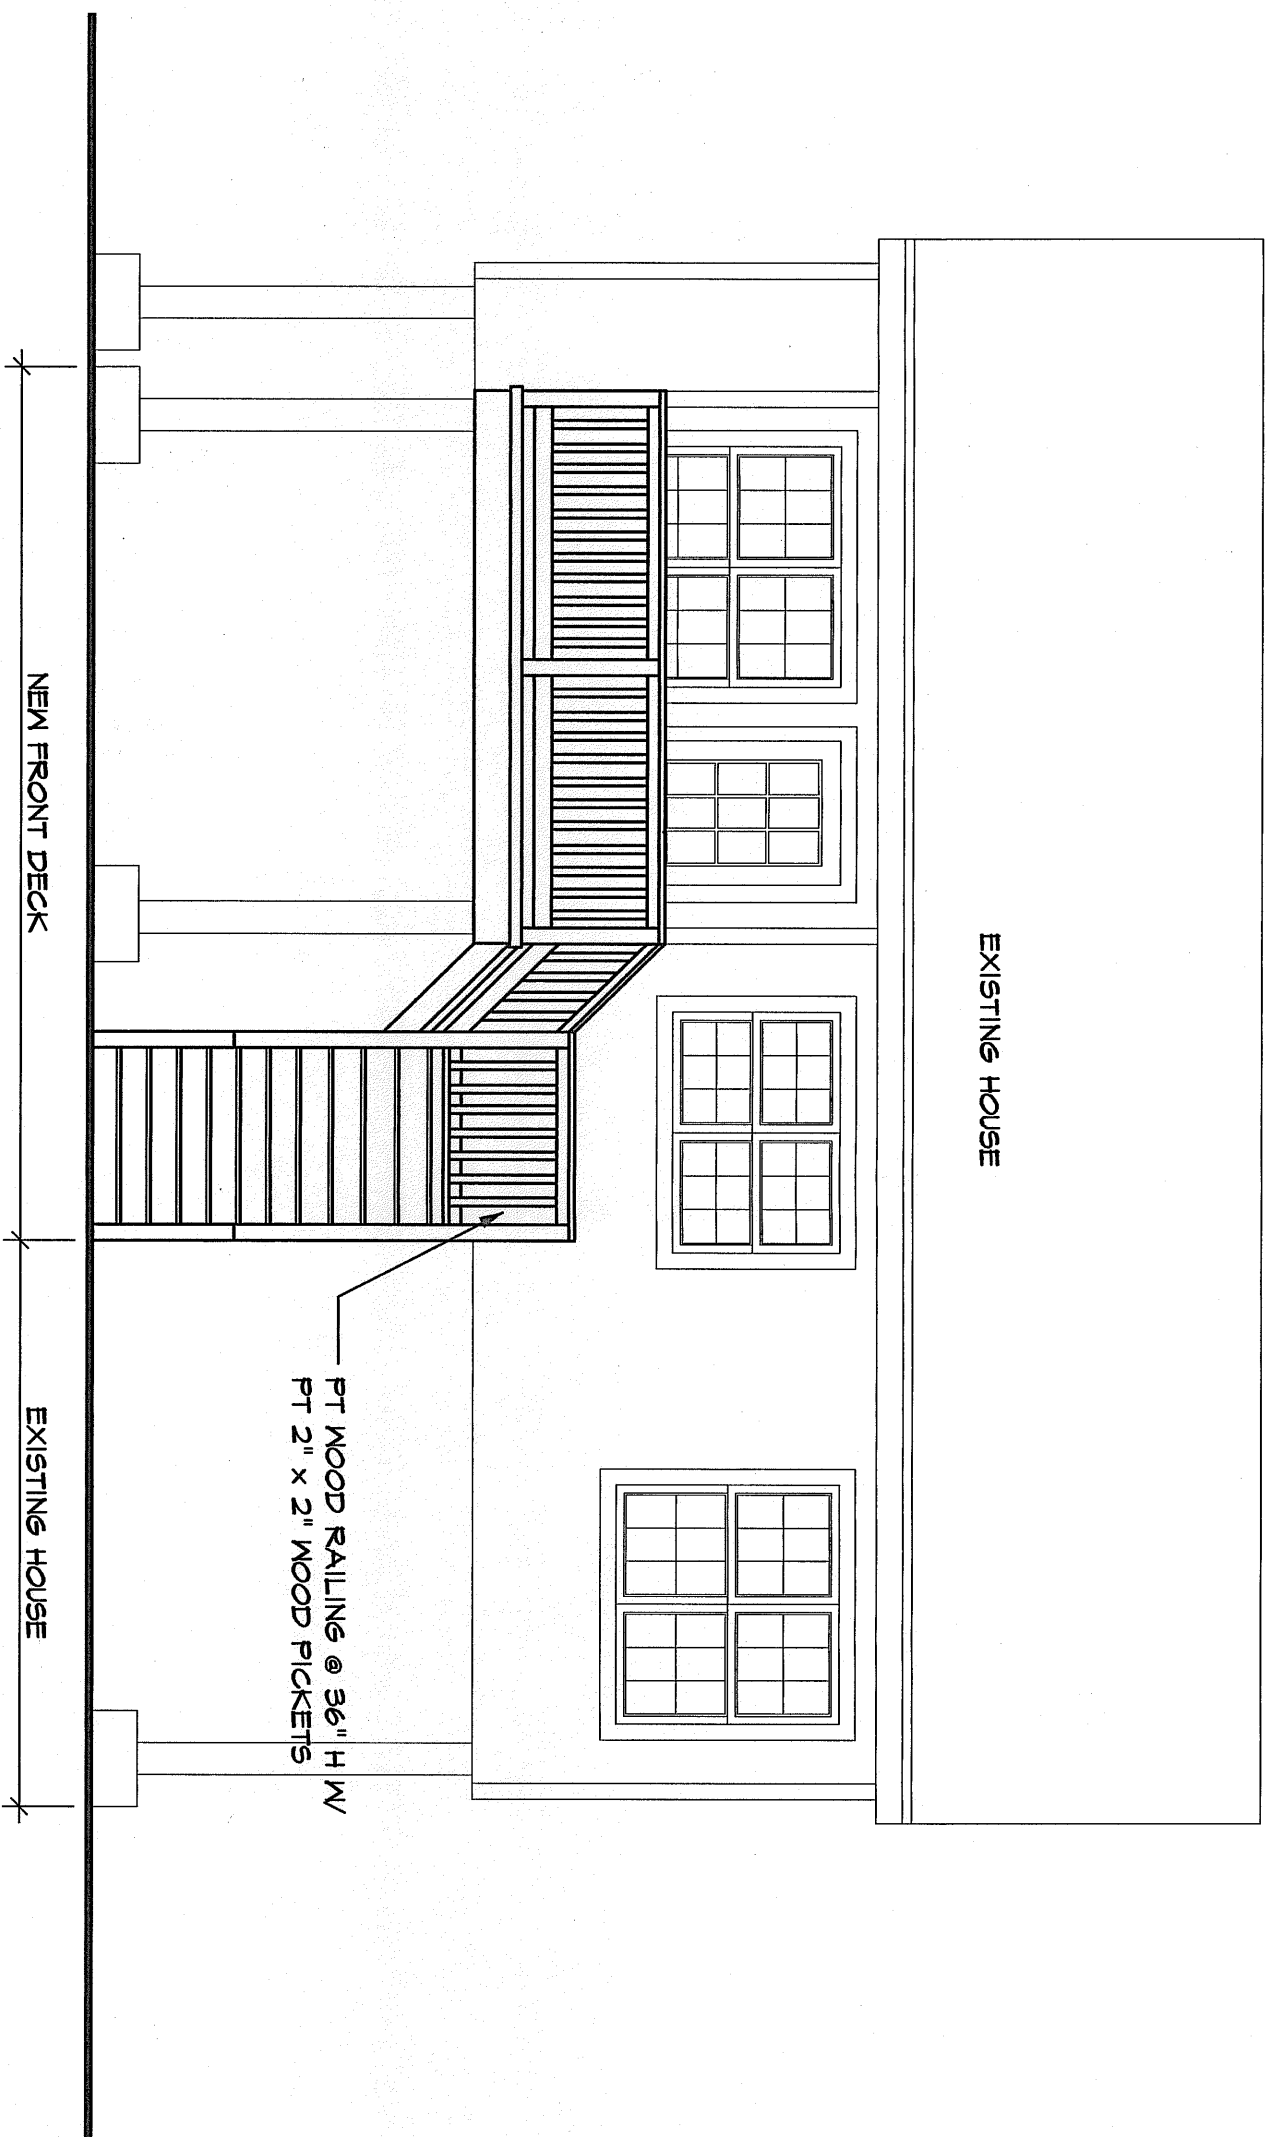 EXISTING HOUSE
PT WOOD RAILING @ 36" H W/
PT 2" x 2" WOOD PICKETS
NEW FRONT DECK
EXISTING HOUSE